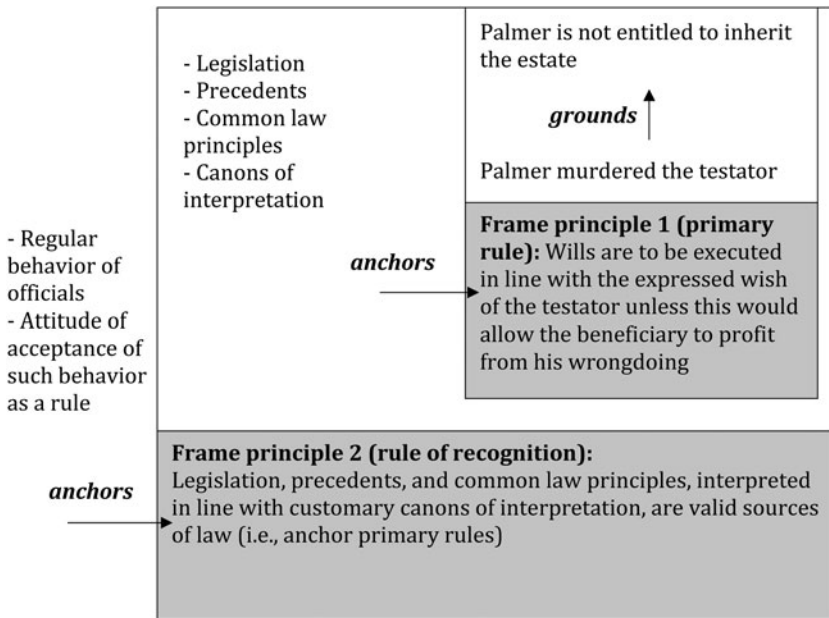 - Regular
behavior of
officials
- Attitude of
acceptance of
such behavior
as a rule
anchors
- Legislation
- Precedents
- Common law
principles
- Canons of
interpretation
anchors
Palmer is not entitled to inherit
the estate
grounds
Palmer murdered the testator
Frame principle 1 (primary
rule): Wills are to be executed
in line with the expressed wish
of the testator unless this would
allow the beneficiary to profit
from his wrongdoing
Frame principle 2 (rule of recognition):
Legislation, precedents, and common law principles, interpreted
in line with customary canons of interpretation, are valid sources
of law (i.e., anchor primary rules)